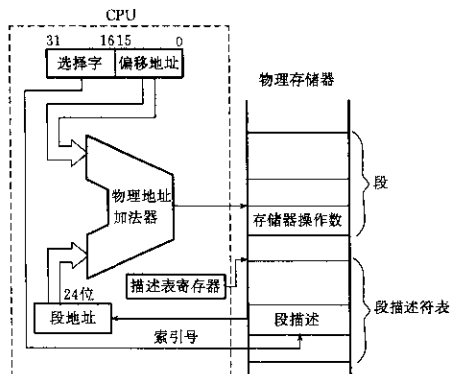 CPU
31 16 15 0
选择字 偏移地址
物理存储器
物理地址
加法器
段
存储器操作数
描述表寄存器
24位
段地址
段描述
段描述符表
索引号